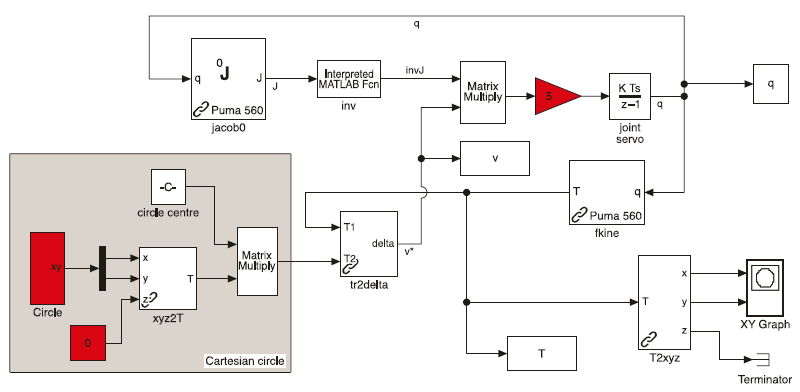 q
q
0
J
J
Puma 560
jacob0
J
Interpreted
MATLAB Fcn
inv
invJ
Matrix
Multiply
5
K Ts
z–1
joint
servo
q
q
v
T
q
Puma 560
fkine
-C-
circle centre
xy
Circle
x
y
z
T
xyz2T
0
Matrix
Multiply
Cartesian circle
T1
T2
delta
tr2delta
v*
T
T
x
y
z
T2xyz
XY Graph
Terminator